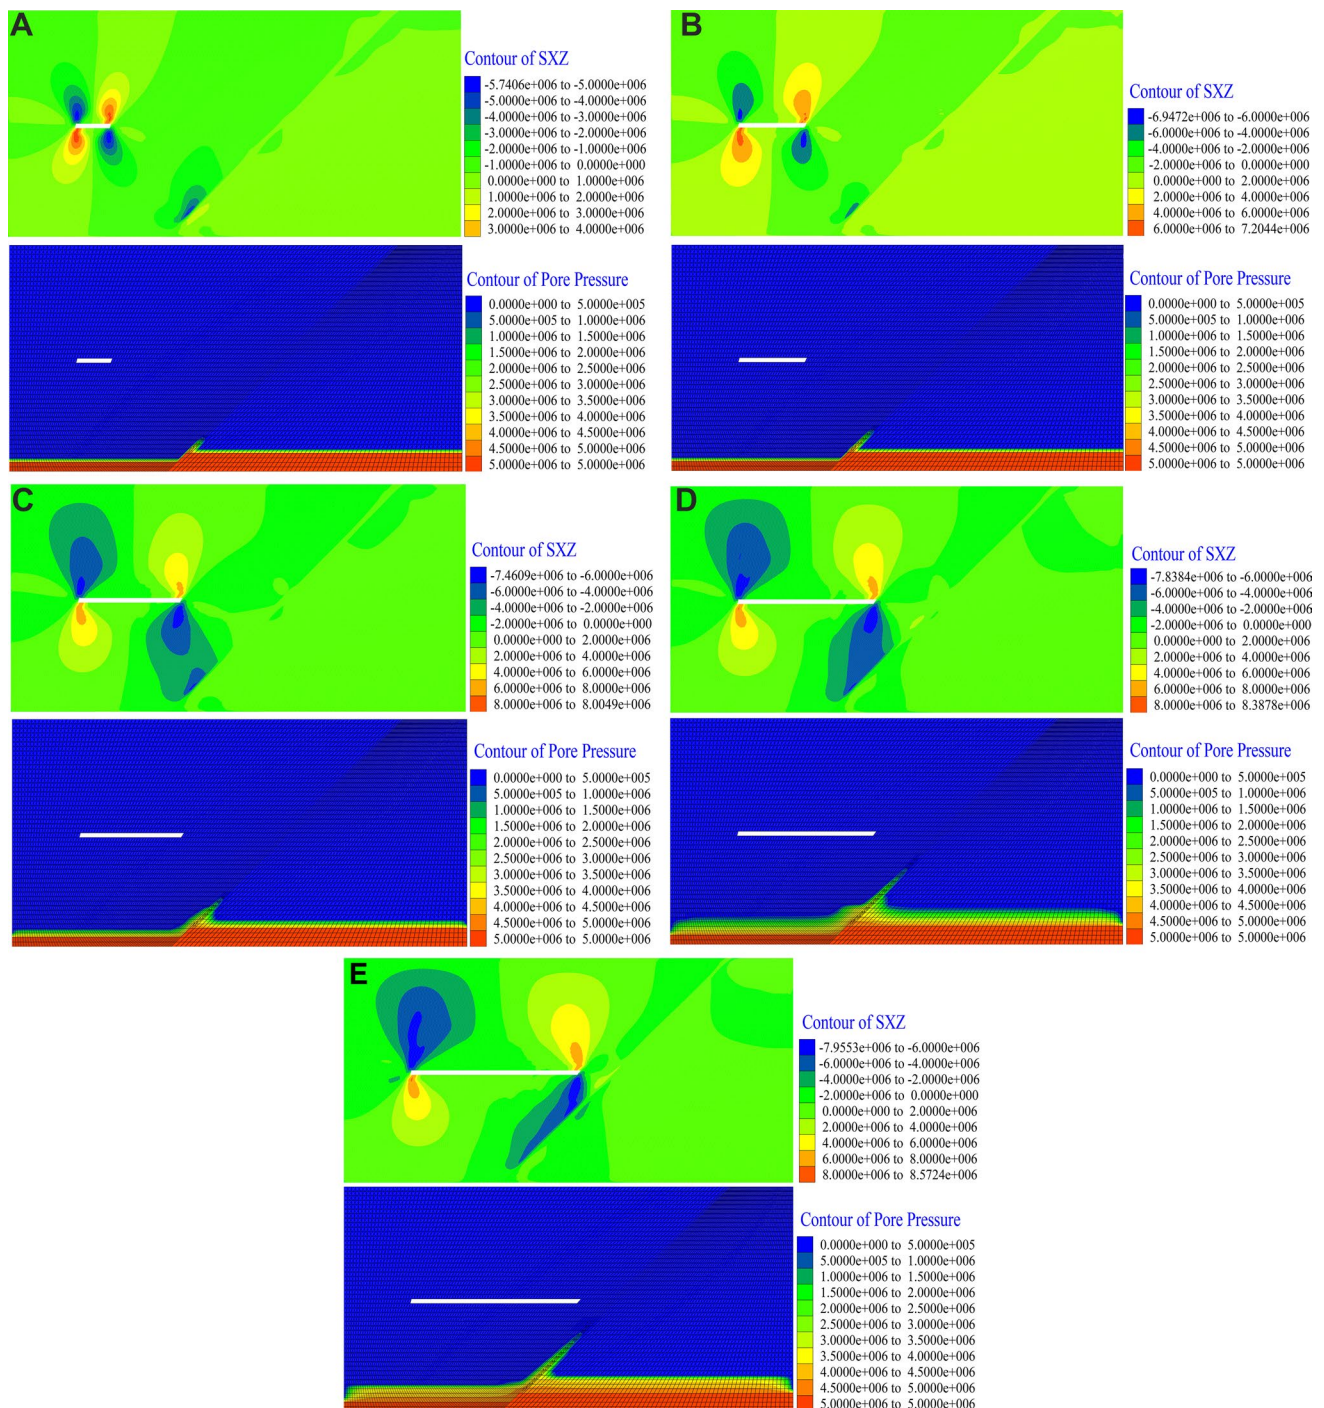 A
Contour of SXZ
-5.7406e+006 to -5.0000e+006
-5.0000e+006 to -4.0000e+006
-4.0000e+006 to -3.0000e+006
-3.0000e+006 to -2.0000e+006
-2.0000e+006 to -1.0000e+006
-1.0000e+006 to 0.0000e+000
0.0000e+000 to 1.0000e+006
1.0000e+006 to 2.0000e+006
2.0000e+006 to 3.0000e+006
3.0000e+006 to 4.0000e+006
Contour of Pore Pressure
0.0000e+000 to 5.0000e+005
5.0000e+005 to 1.0000e+006
1.0000e+006 to 1.5000e+006
1.5000e+006 to 2.0000e+006
2.0000e+006 to 2.5000e+006
2.5000e+006 to 3.0000e+006
3.0000e+006 to 3.5000e+006
3.5000e+006 to 4.0000e+006
4.0000e+006 to 4.5000e+006
4.5000e+006 to 5.0000e+006
5.0000e+006 to 5.0000e+006
B
Contour of SXZ
-6.9472e+006 to -6.0000e+006
-6.0000e+006 to -4.0000e+006
-4.0000e+006 to -2.0000e+006
-2.0000e+006 to 0.0000e+000
0.0000e+000 to 2.0000e+006
2.0000e+006 to 4.0000e+006
4.0000e+006 to 6.0000e+006
6.0000e+006 to 7.2044e+006
Contour of Pore Pressure
0.0000e+000 to 5.0000e+005
5.0000e+005 to 1.0000e+006
1.0000e+006 to 1.5000e+006
1.5000e+006 to 2.0000e+006
2.0000e+006 to 2.5000e+006
2.5000e+006 to 3.0000e+006
3.0000e+006 to 3.5000e+006
3.5000e+006 to 4.0000e+006
4.0000e+006 to 4.5000e+006
4.5000e+006 to 5.0000e+006
5.0000e+006 to 5.0000e+006
C
Contour of SXZ
-7.4609e+006 to -6.0000e+006
-6.0000e+006 to -4.0000e+006
-4.0000e+006 to -2.0000e+006
-2.0000e+006 to 0.0000e+000
0.0000e+000 to 2.0000e+006
2.0000e+006 to 4.0000e+006
4.0000e+006 to 6.0000e+006
6.0000e+006 to 8.0000e+006
8.0000e+006 to 8.0049e+006
Contour of Pore Pressure
0.0000e+000 to 5.0000e+005
5.0000e+005 to 1.0000e+006
1.0000e+006 to 1.5000e+006
1.5000e+006 to 2.0000e+006
2.0000e+006 to 2.5000e+006
2.5000e+006 to 3.0000e+006
3.0000e+006 to 3.5000e+006
3.5000e+006 to 4.0000e+006
4.0000e+006 to 4.5000e+006
4.5000e+006 to 5.0000e+006
5.0000e+006 to 5.0000e+006
D
Contour of SXZ
-7.8384e+006 to -6.0000e+006
-6.0000e+006 to -4.0000e+006
-4.0000e+006 to -2.0000e+006
-2.0000e+006 to 0.0000e+000
0.0000e+000 to 2.0000e+006
2.0000e+006 to 4.0000e+006
4.0000e+006 to 6.0000e+006
6.0000e+006 to 8.0000e+006
8.0000e+006 to 8.3878e+006
Contour of Pore Pressure
0.0000e+000 to 5.0000e+005
5.0000e+005 to 1.0000e+006
1.0000e+006 to 1.5000e+006
1.5000e+006 to 2.0000e+006
2.0000e+006 to 2.5000e+006
2.5000e+006 to 3.0000e+006
3.0000e+006 to 3.5000e+006
3.5000e+006 to 4.0000e+006
4.0000e+006 to 4.5000e+006
4.5000e+006 to 5.0000e+006
5.0000e+006 to 5.0000e+006
E
Contour of SXZ
-7.9553e+006 to -6.0000e+006
-6.0000e+006 to -4.0000e+006
-4.0000e+006 to -2.0000e+006
-2.0000e+006 to 0.0000e+000
0.0000e+000 to 2.0000e+006
2.0000e+006 to 4.0000e+006
4.0000e+006 to 6.0000e+006
6.0000e+006 to 8.0000e+006
8.0000e+006 to 8.5724e+006
Contour of Pore Pressure
0.0000e+000 to 5.0000e+005
5.0000e+005 to 1.0000e+006
1.0000e+006 to 1.5000e+006
1.5000e+006 to 2.0000e+006
2.0000e+006 to 2.5000e+006
2.5000e+006 to 3.0000e+006
3.0000e+006 to 3.5000e+006
3.5000e+006 to 4.0000e+006
4.0000e+006 to 4.5000e+006
4.5000e+006 to 5.0000e+006
5.0000e+006 to 5.0000e+006